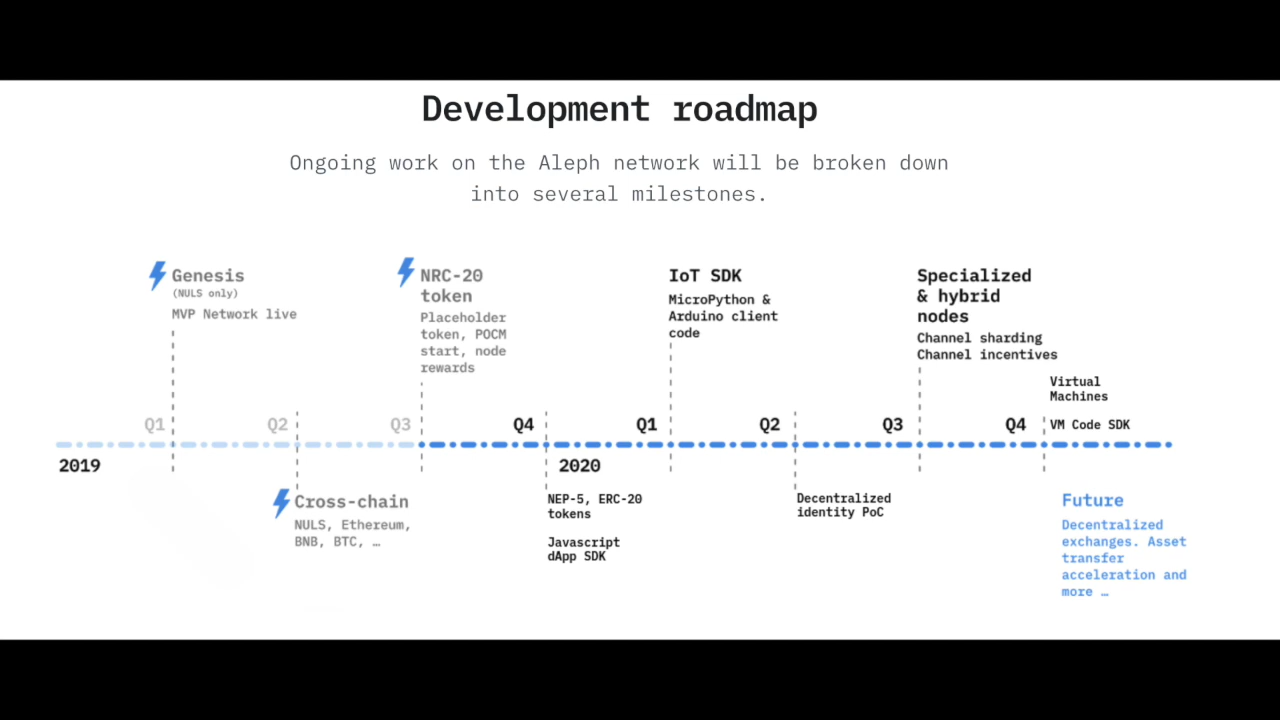 Development roadmap
Ongoing work on the Aleph network will be broken down
into several milestones.
Genesis
(NULS only)
MVP Network live
NRC-20
token
Placeholder
token, POCM
start, node
rewards
IoT SDK
MicroPython &
Arduino client
code
Specialized
& hybrid
nodes
Channel sharding
Channel incentives
Virtual
Machines
VM Code SDK
Q1
Q2
Q3
Q4
Q1
Q2
Q3
Q4
2019
2020
Cross-chain
NULS, Ethereum,
BNB, BTC, …
NEP-5, ERC-20
tokens
Javascript
dApp SDK
Decentralized
identity PoC
Future
Decentralized
exchanges. Asset
transfer
acceleration and
more …